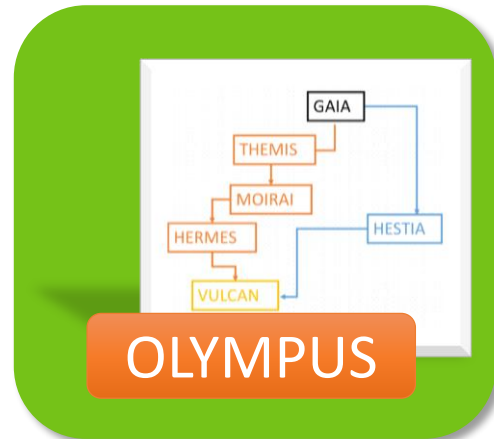 GAIA
THEMIS
MOIRAI
HERMES
HESTIA
VULCAN
OLYMPUS